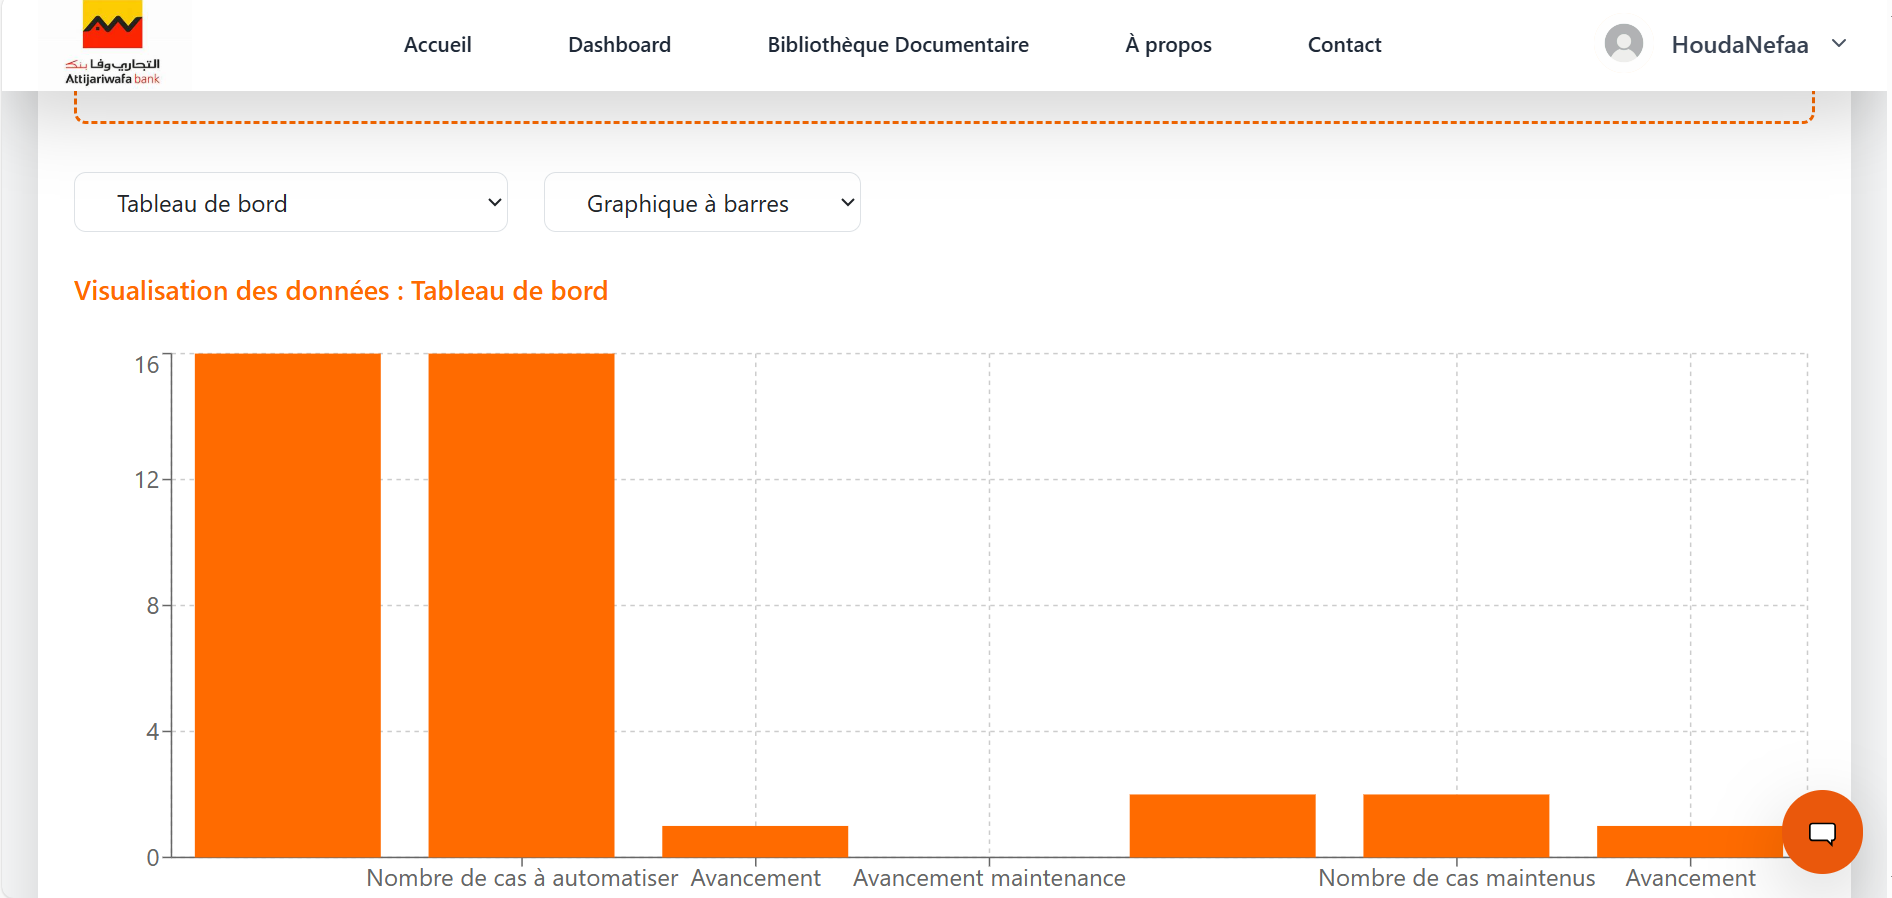 التجاري وفا بنك
Attijariwafa bank
Accueil
Dashboard
Bibliothèque Documentaire
À propos
Contact
HoudaNefaa
Tableau de bord
Graphique à barres
Visualisation des données : Tableau de bord
16
12
8
4
0
Nombre de cas à automatiser
Avancement
Avancement maintenance
Nombre de cas maintenus
Avancement